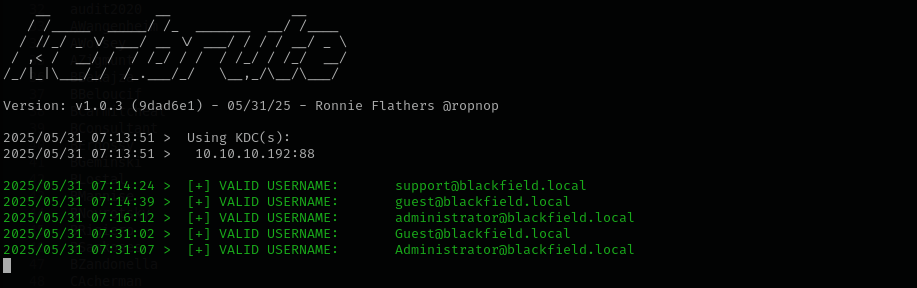 kerbrute
Version: v1.0.3 (9dad6e1) - 05/31/25 - Ronnie Flathers @ropnop
2025/05/31 07:13:51 > Using KDC(s):
2025/05/31 07:13:51 > 10.10.10.192:88
2025/05/31 07:14:24 > [+] VALID USERNAME: support@blackfield.local
2025/05/31 07:14:39 > guest@blackfield.local
2025/05/31 07:16:12 > [+] VALID USERNAME: administrator@blackfield.local
2025/05/31 07:31:02 > [+] VALID USERNAME: Guest@blackfield.local
2025/05/31 07:31:07 > [+] VALID USERNAME: Administrator@blackfield.local